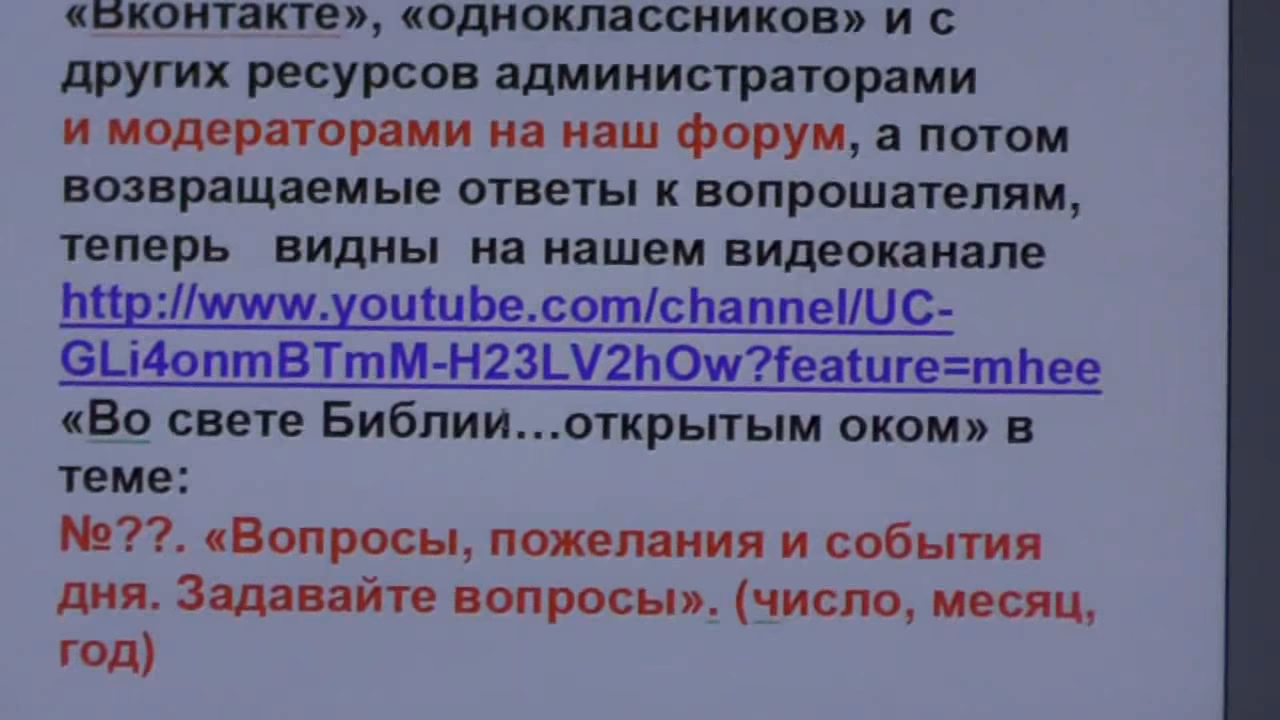 «Вконтакте», «одноклассников» и с
других ресурсов администраторами
и модераторами на наш форум, а потом
возвращаемые ответы к вопрошателям,
теперь видны на нашем видеоканале
http://www.youtube.com/channel/UC-
GLi4onmBTmM-H23LV2hOw?feature=mhee
«Во свете Библии...открытым оком» в
теме:
№??. «Вопросы, пожелания и события
дня. Задавайте вопросы». (число, месяц,
год)